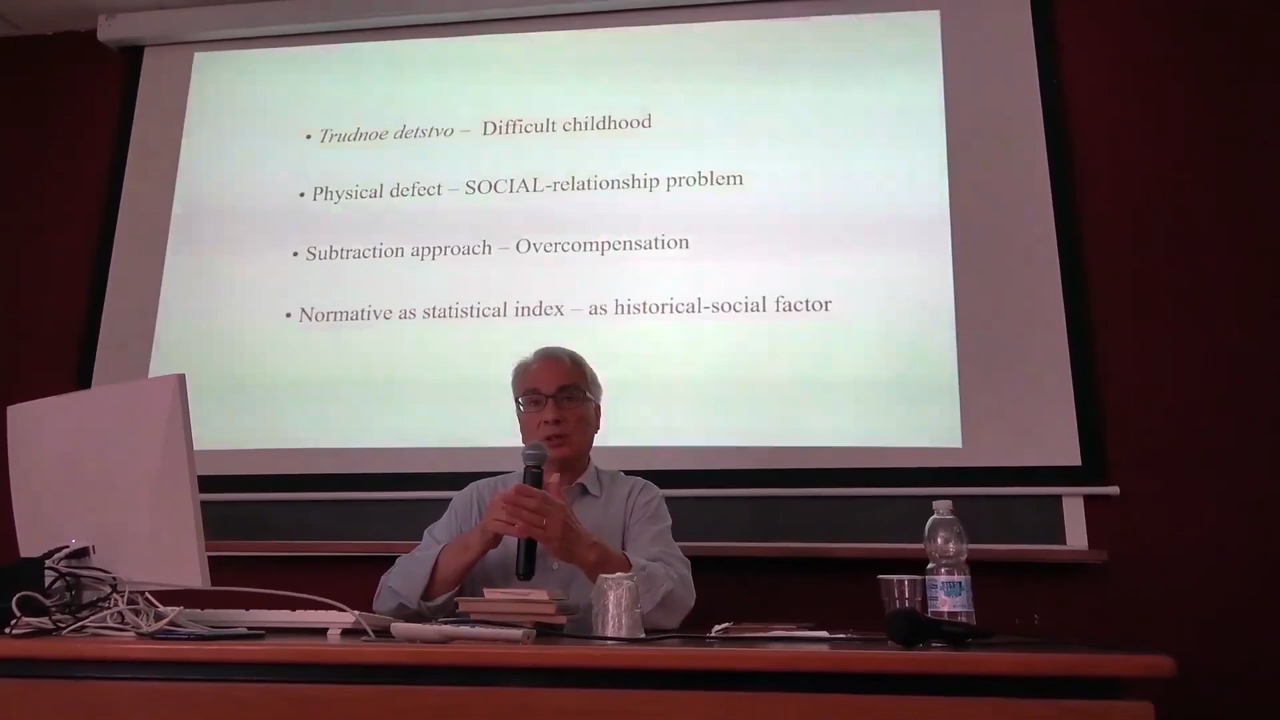 • Trudnoe detstvo – Difficult childhood
• Physical defect – SOCIAL-relationship problem
• Subtraction approach – Overcompensation
• Normative as statistical index – as historical-social factor